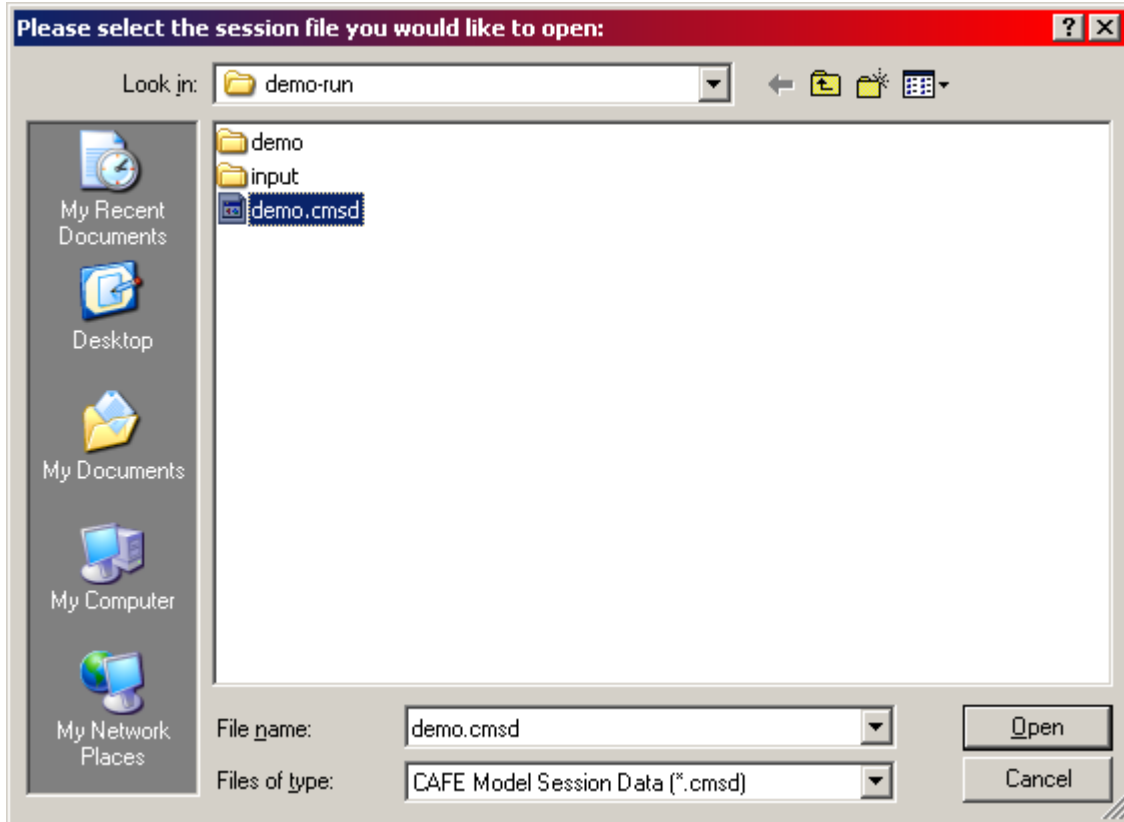 Please select the session file you would like to open:
Look in:
demo-run
demo
input
demo.cmsd
My Recent
Documents
Desktop
My Documents
My Computer
My Network
Places
File name:
demo.cmsd
Open
Files of type:
CAFE Model Session Data (*.cmsd)
Cancel